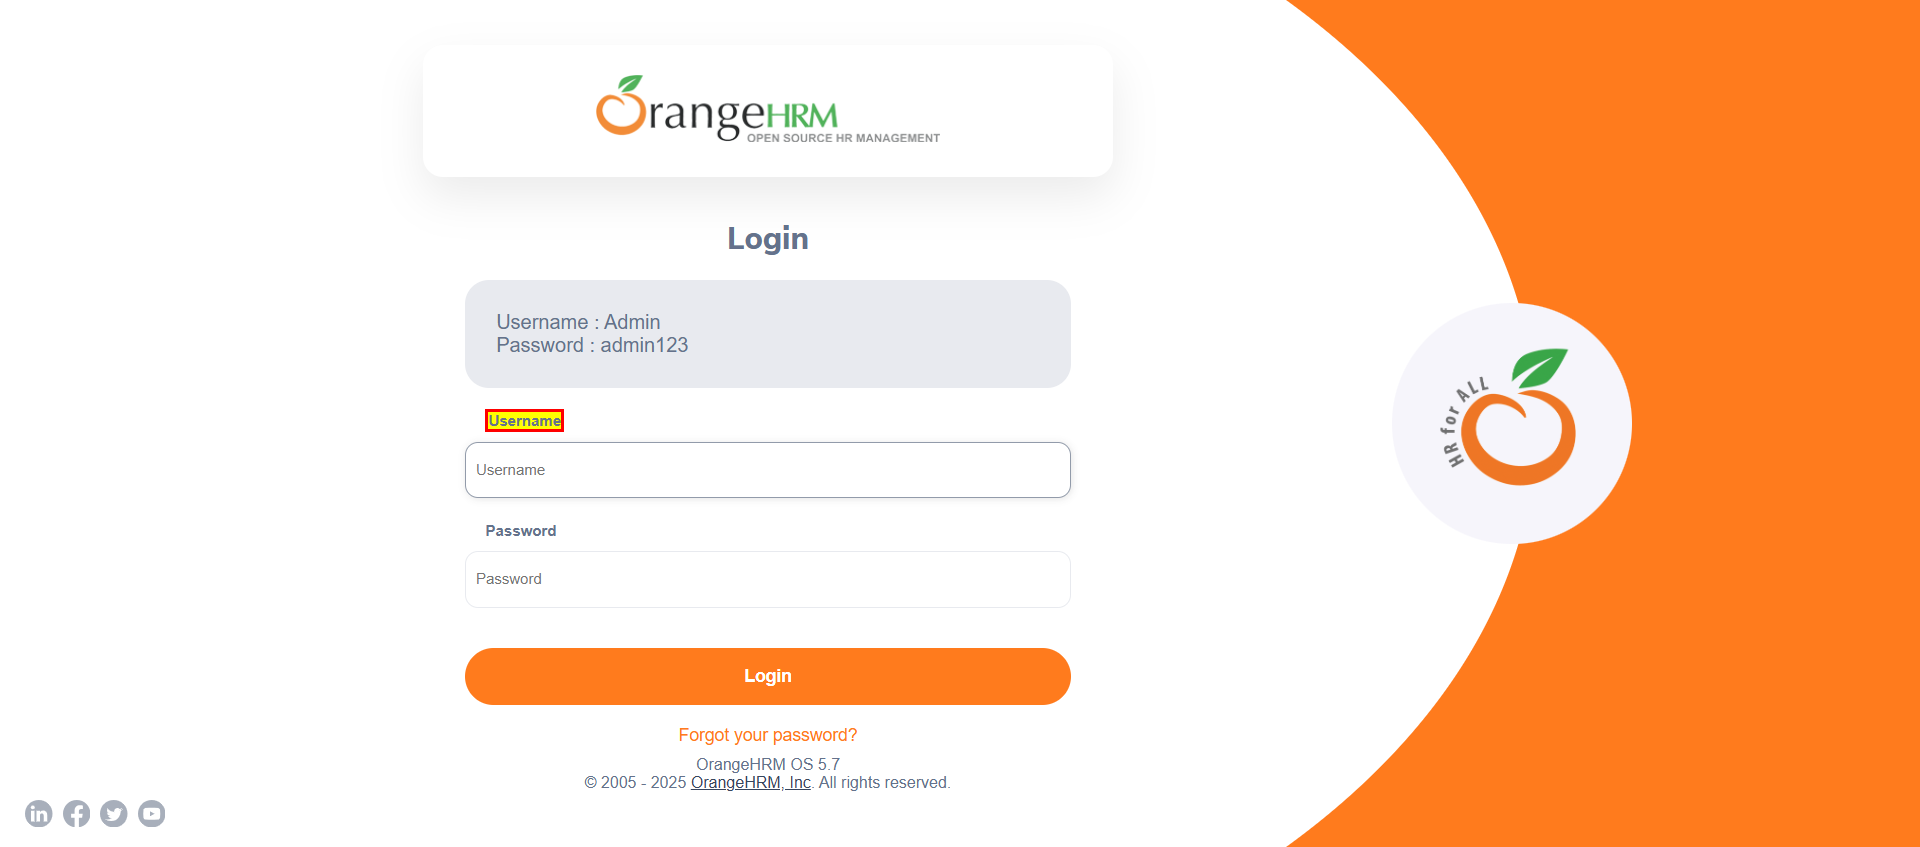 OrangeHRM
OPEN SOURCE HR MANAGEMENT
Login
Username : Admin
Password : admin123
Username
Username
Password
Password
Login
Forgot your password?
OrangeHRM OS 5.7
© 2005 - 2025 OrangeHRM, Inc. All rights reserved.
HR for ALL